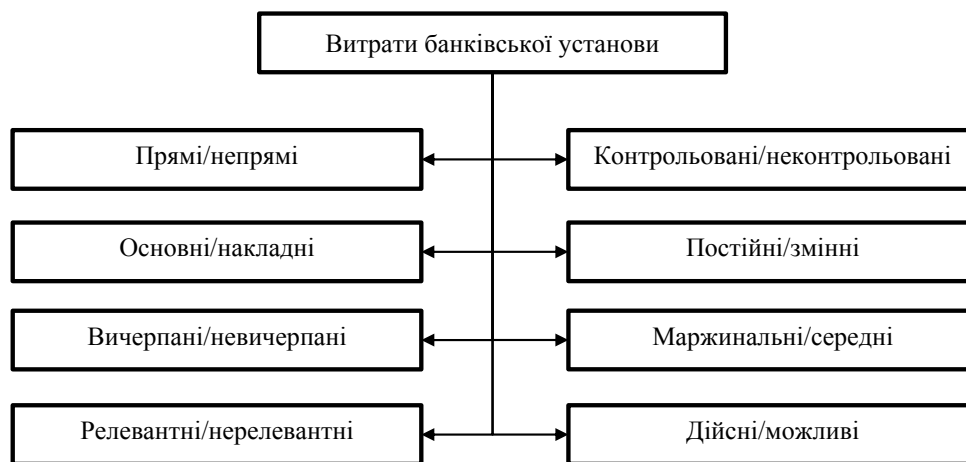 Витрати банківської установи
Прямі/непрямі
Контрольовані/неконтрольовані
Основні/накладні
Постійні/змінні
Вичерпані/невичерпані
Маржинальні/середні
Релевантні/нерелевантні
Дійсні/можливі